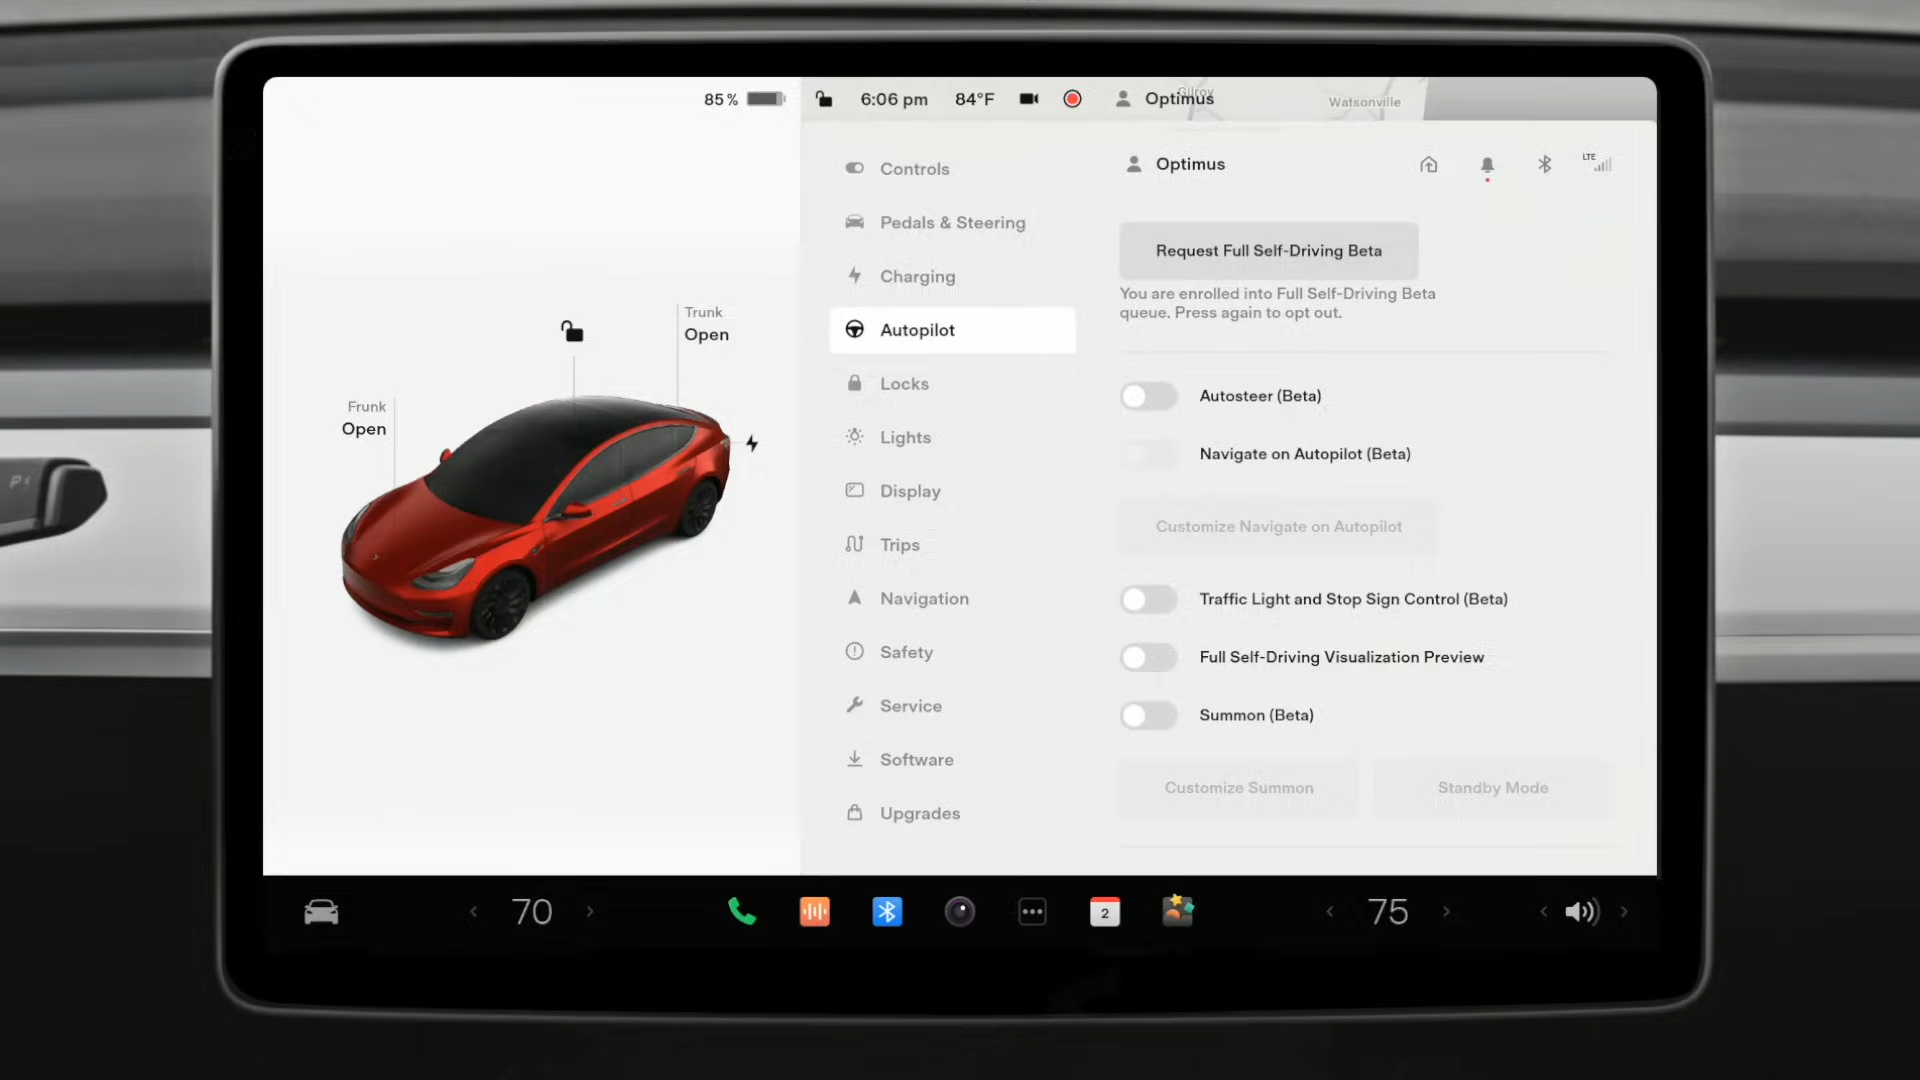 85 %
6:06 pm
84°F
Optimus
Gilroy
Watsonville
Trunk
Open
Frunk
Open
Controls
Pedals & Steering
Charging
Autopilot
Locks
Lights
Display
Trips
Navigation
Safety
Service
Software
Upgrades
Optimus
LTE
Request Full Self-Driving Beta
You are enrolled into Full Self-Driving Beta
queue. Press again to opt out.
Autosteer (Beta)
Navigate on Autopilot (Beta)
Customize Navigate on Autopilot
Traffic Light and Stop Sign Control (Beta)
Full Self-Driving Visualization Preview
Summon (Beta)
Customize Summon
Standby Mode
70
2
75
P